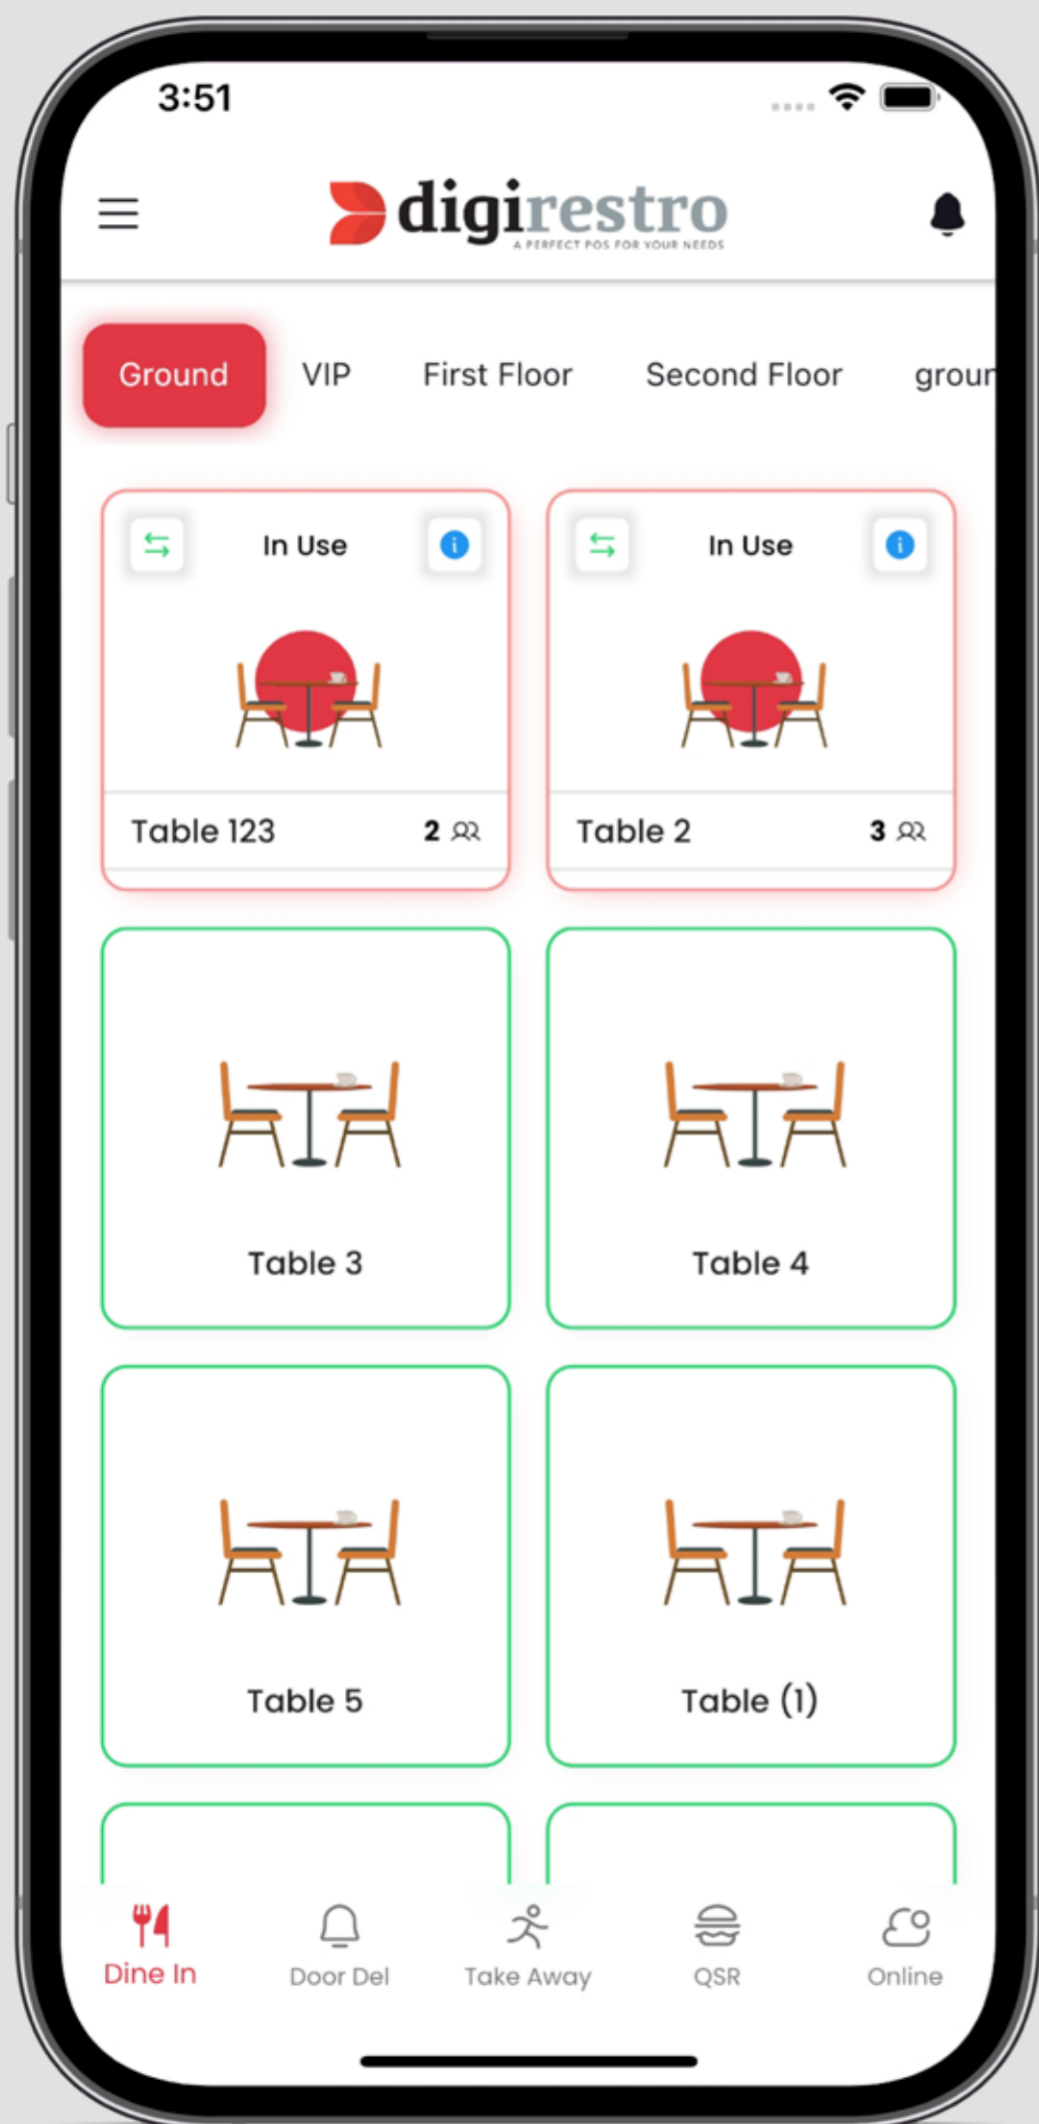 3:51
digirestro
A PERFECT POS FOR YOUR NEEDS
Ground VIP First Floor Second Floor groun
In Use In Use
Table 123 2 Table 2 3
Table 3 Table 4
Table 5 Table (1)
Dine In Door Del Take Away QSR Online